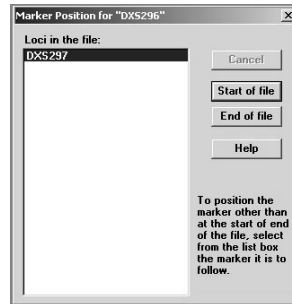 Marker Position for "DXS296"
Loci in the file:
DXS297
Cancel
Start of file
End of file
Help
To position the
marker other than
at the start of end
of the file, select
from the list box
the marker it is to
follow.